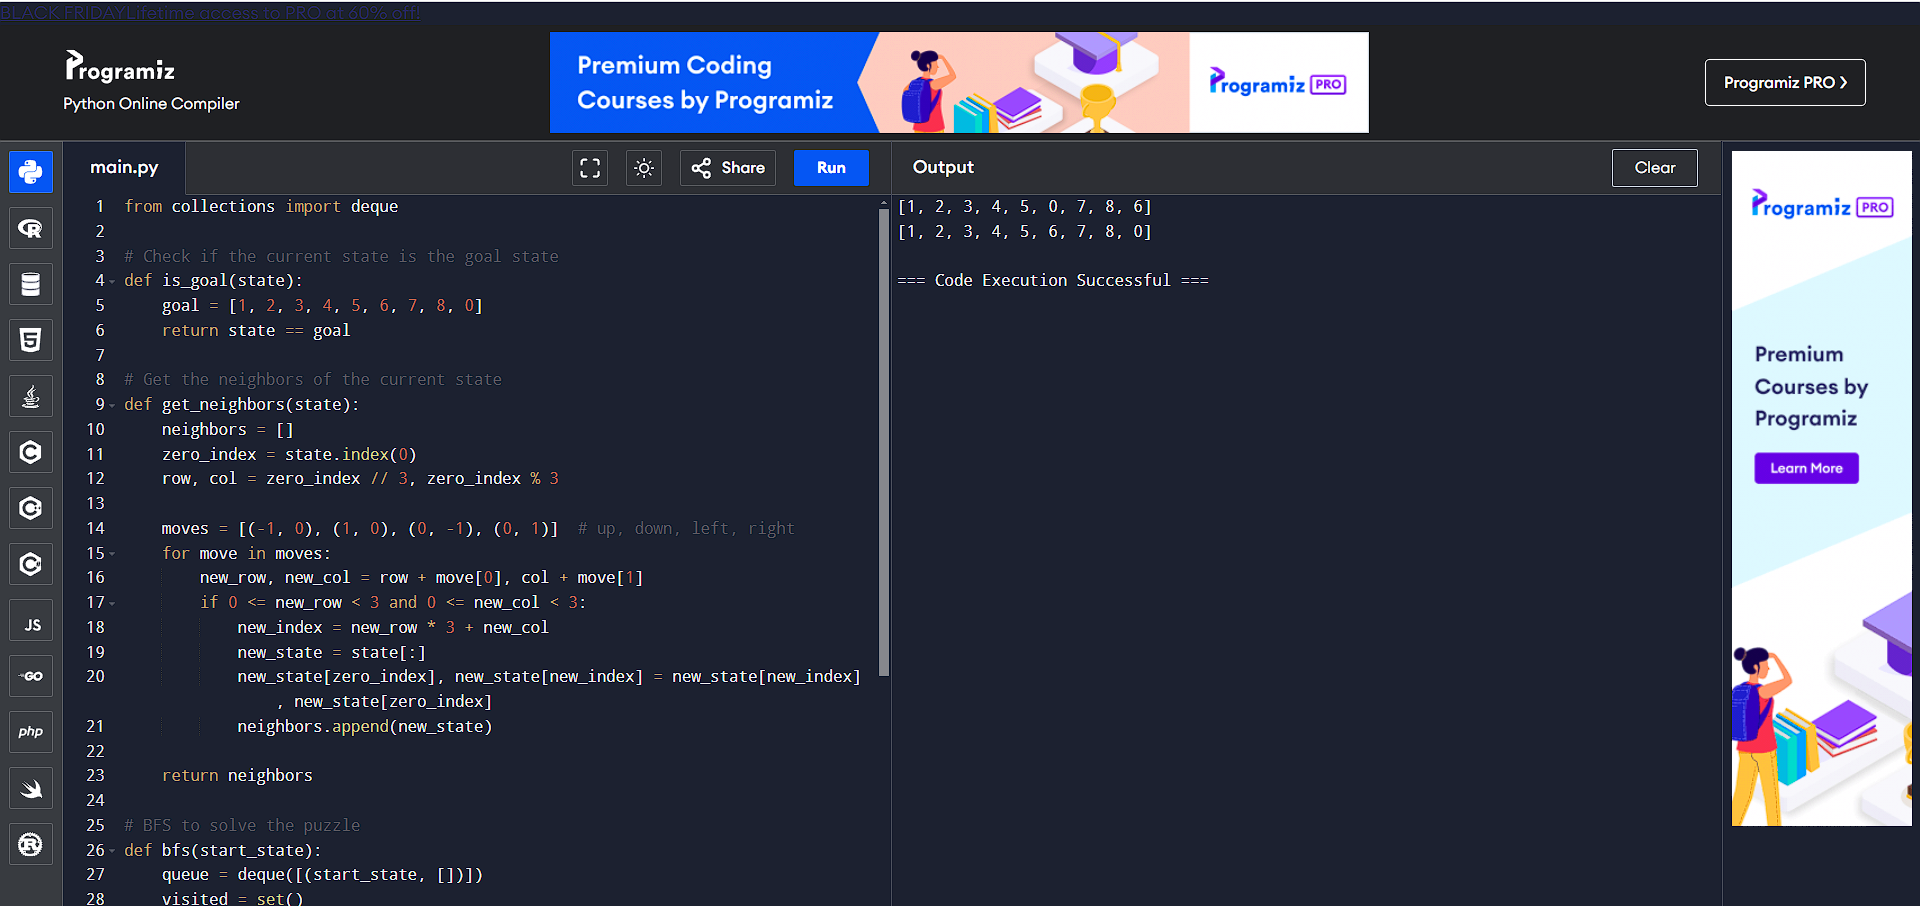 BLACK FRIDAYLifetime access to PRO at 60% off!
Programiz
Python Online Compiler
Premium Coding
Courses by Programiz
Programiz PRO
Programiz PRO ❯
main.py
Share
Run
Output
Clear
1 from collections import deque
2
3 # Check if the current state is the goal state
4 def is_goal(state):
5     goal = [1, 2, 3, 4, 5, 6, 7, 8, 0]
6     return state == goal
7
8 # Get the neighbors of the current state
9 def get_neighbors(state):
10     neighbors = []
11     zero_index = state.index(0)
12     row, col = zero_index // 3, zero_index % 3
13
14     moves = [(-1, 0), (1, 0), (0, -1), (0, 1)]  # up, down, left, right
15     for move in moves:
16         new_row, new_col = row + move[0], col + move[1]
17         if 0 <= new_row < 3 and 0 <= new_col < 3:
18             new_index = new_row * 3 + new_col
19             new_state = state[:]
20             new_state[zero_index], new_state[new_index] = new_state[new_index]
                , new_state[zero_index]
21             neighbors.append(new_state)
22
23     return neighbors
24
25 # BFS to solve the puzzle
26 def bfs(start_state):
27     queue = deque([(start_state, [])])
28     visited = set()
[1, 2, 3, 4, 5, 0, 7, 8, 6]
[1, 2, 3, 4, 5, 6, 7, 8, 0]
=== Code Execution Successful ===
Programiz PRO
Premium
Courses by
Programiz
Learn More
R
5
C
C
C
JS
GO
php
R